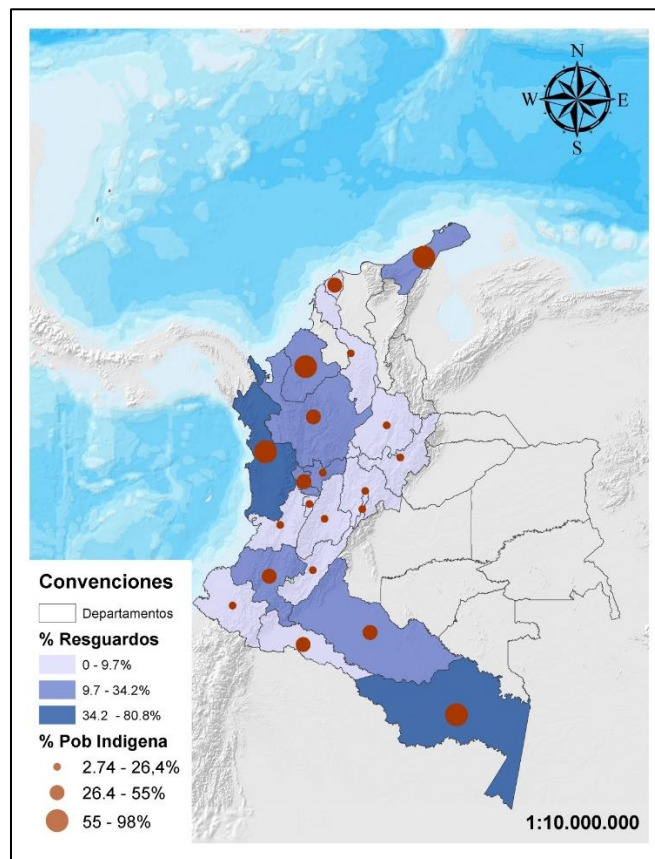 N
W E
S
Convenciones
Departamentos
% Resguardos
0 - 9.7%
9.7 - 34.2%
34.2 - 80.8%
% Pob Indigena
2.74 - 26,4%
26.4 - 55%
55 - 98%
1:10.000.000